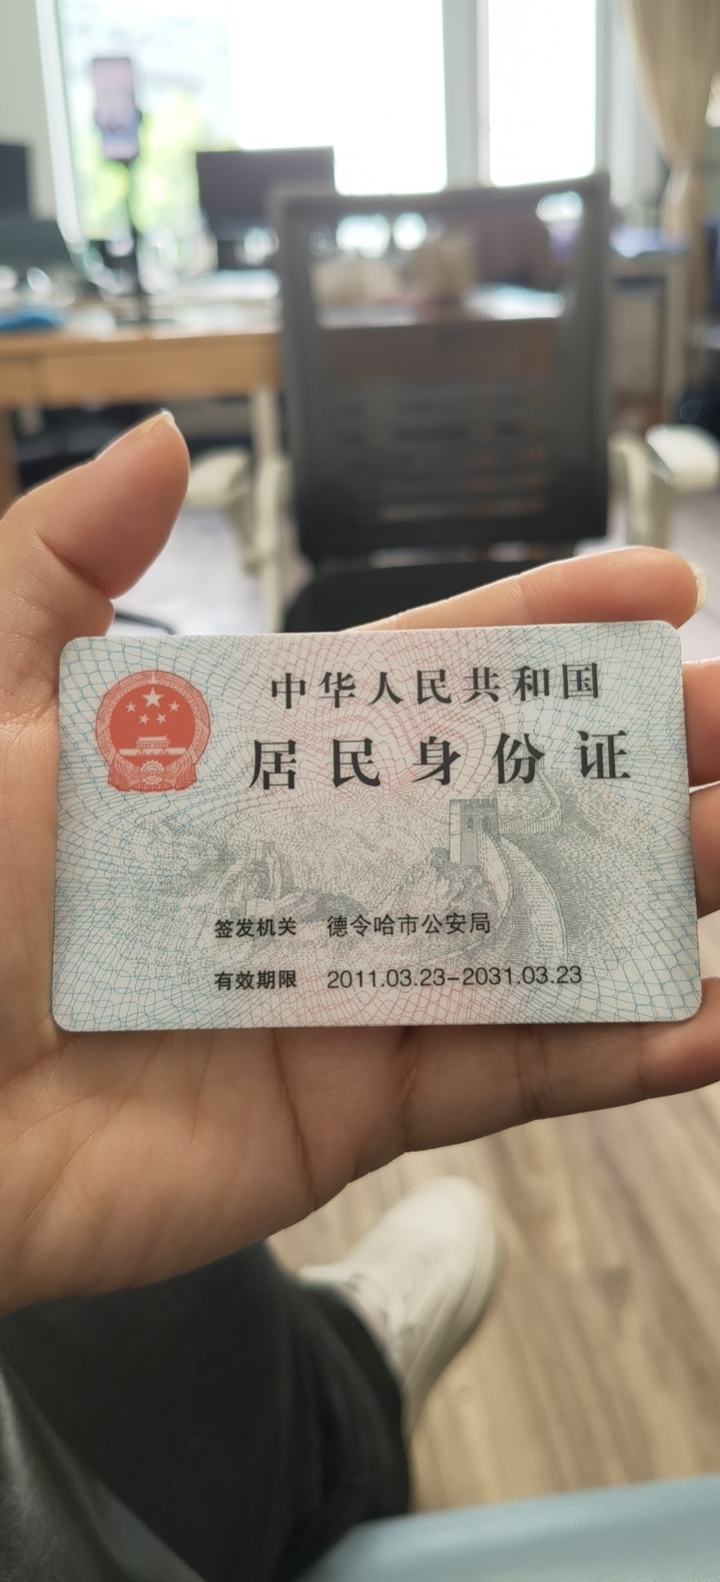 中华人民共和国
居民身份证
签发机关 德令哈市公安局
有效期限 2011.03.23-2031.03.23